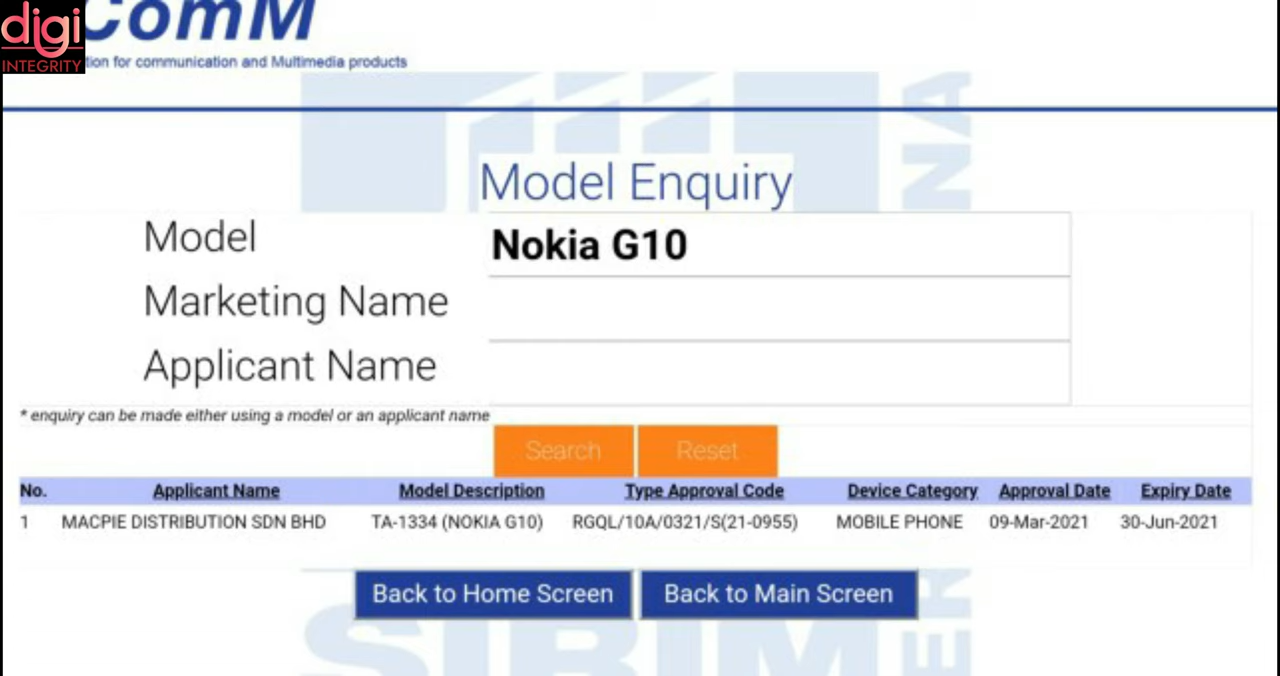 digi
INTEGRITY
ComM
tion for communication and Multimedia products
Model Enquiry
Model Nokia G10
Marketing Name
Applicant Name
* enquiry can be made either using a model or an applicant name
Search Reset
No. Applicant Name Model Description Type Approval Code Device Category Approval Date Expiry Date
1 MACPIE DISTRIBUTION SDN BHD TA-1334 (NOKIA G10) RGQL/10A/0321/S(21-0955) MOBILE PHONE 09-Mar-2021 30-Jun-2021
Back to Home Screen Back to Main Screen
SIRIM